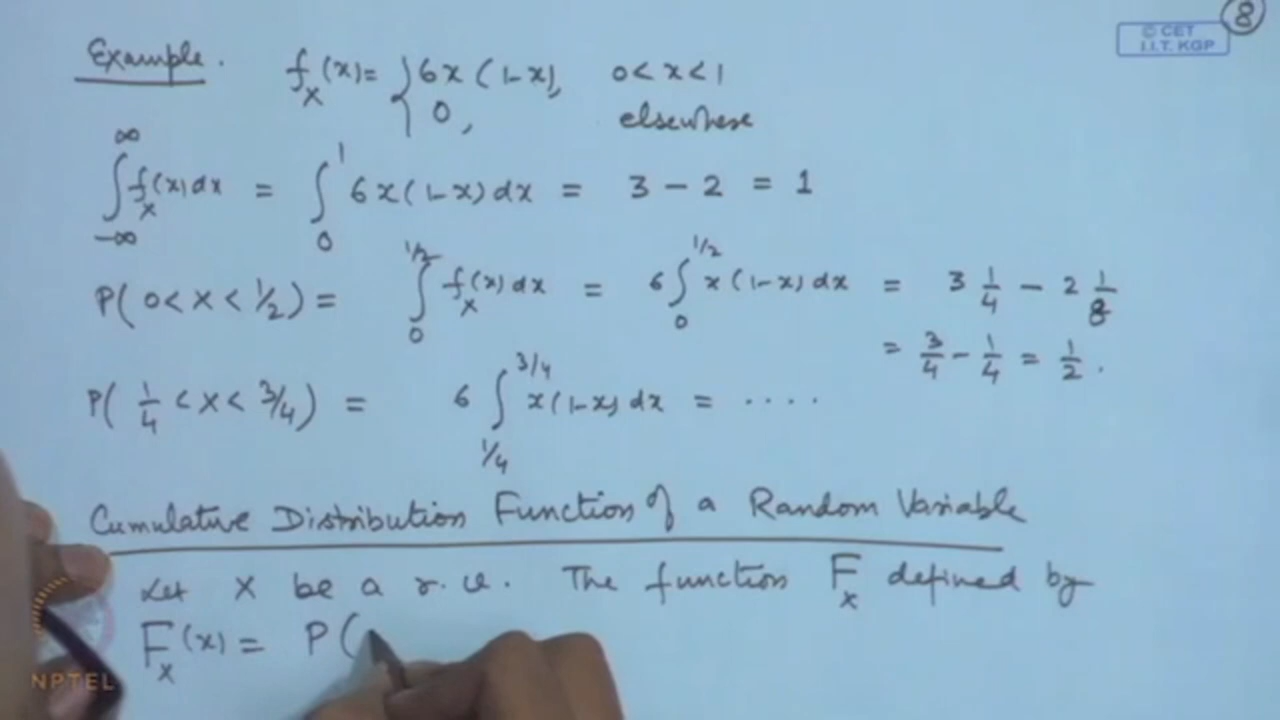 8
© CET
I.I.T. KGP
Example. f_X(x) = { 6x(1-x), 0<x<1
0, elsewhere
∫_{-∞}^{∞} f_X(x) dx = ∫_0^1 6x(1-x) dx = 3 - 2 = 1
P(0<X<1/2) = ∫_0^{1/2} f_X(x) dx = 6 ∫_0^{1/2} x(1-x) dx = 3 1/4 - 2 1/8
= 3/4 - 1/4 = 1/2.
P(1/4 <X< 3/4) = 6 ∫_{1/4}^{3/4} x(1-x) dx = ....
Cumulative Distribution Function of a Random Variable
Let X be a r.v. The function F_X defined by
F_X(x) = P(
NPTEL